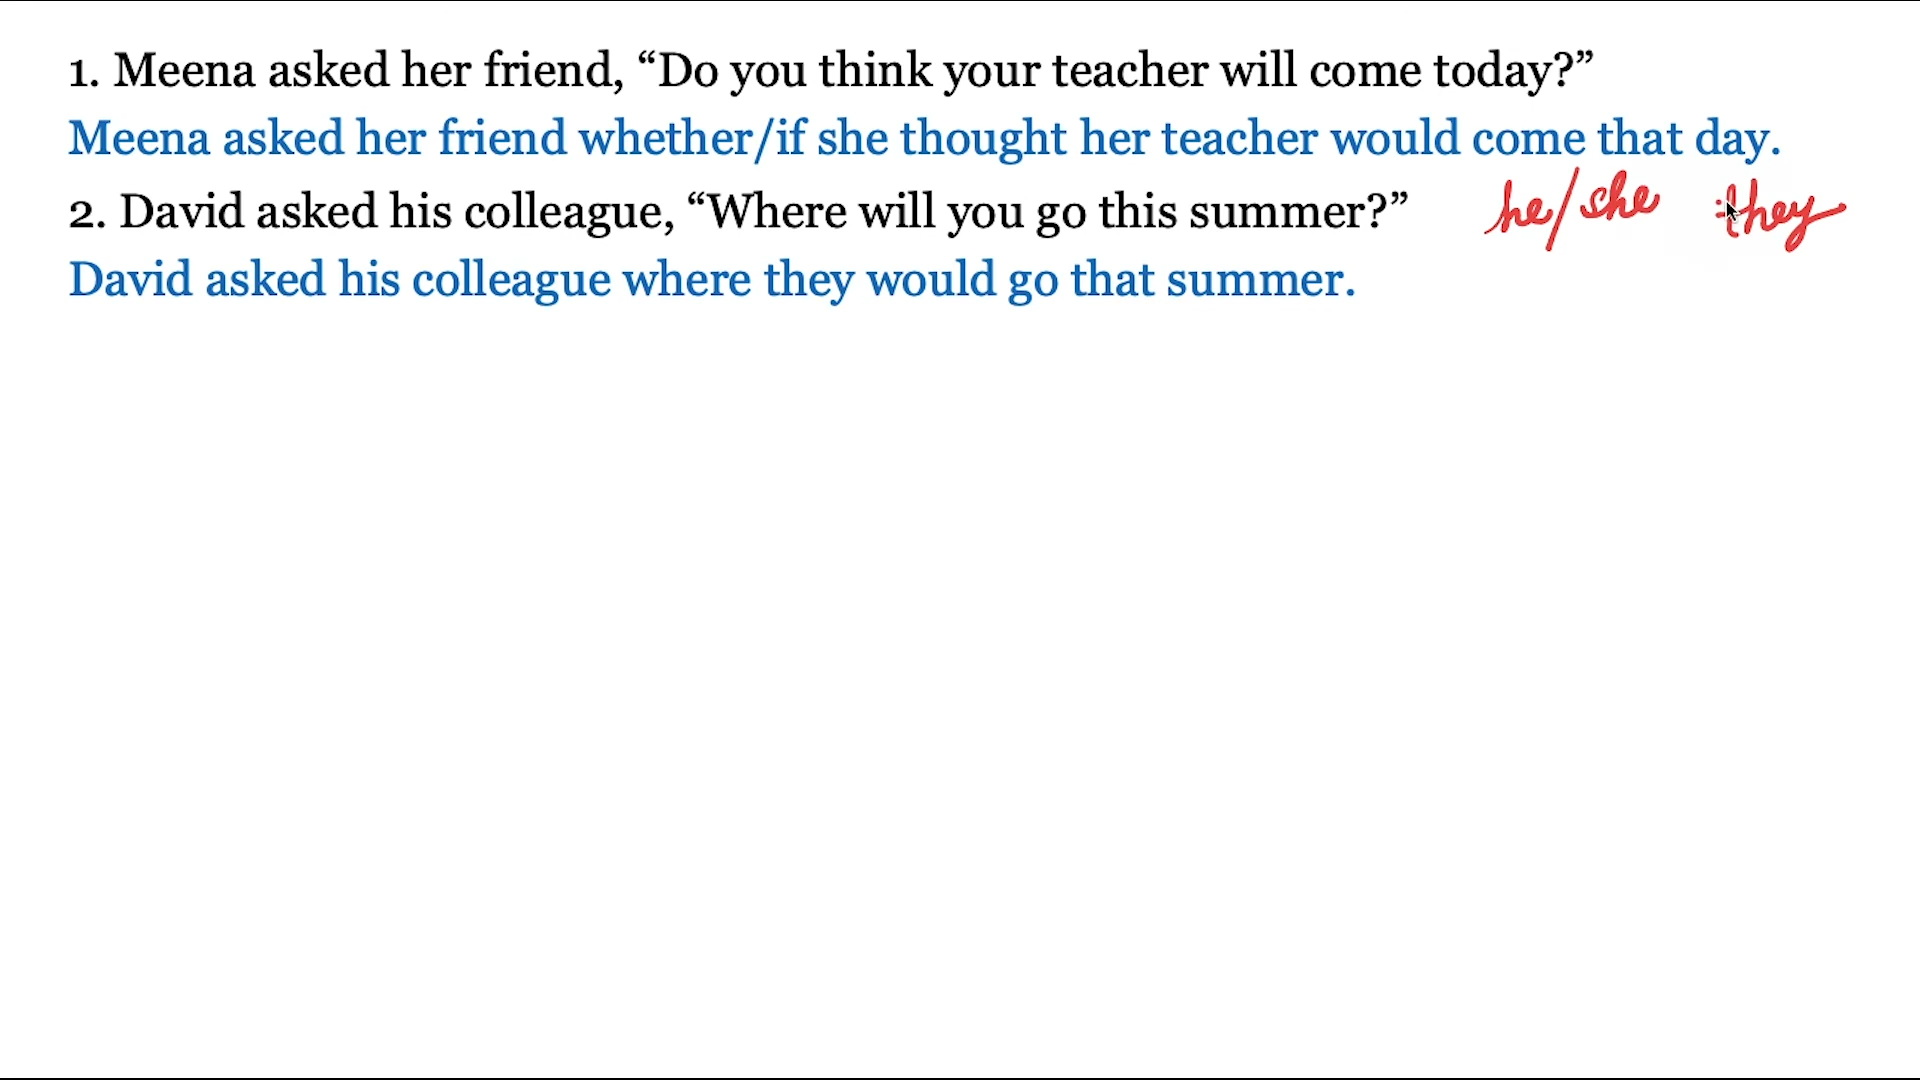 1. Meena asked her friend, “Do you think your teacher will come today?”
Meena asked her friend whether/if she thought her teacher would come that day.
2. David asked his colleague, “Where will you go this summer?” he/she they
David asked his colleague where they would go that summer.